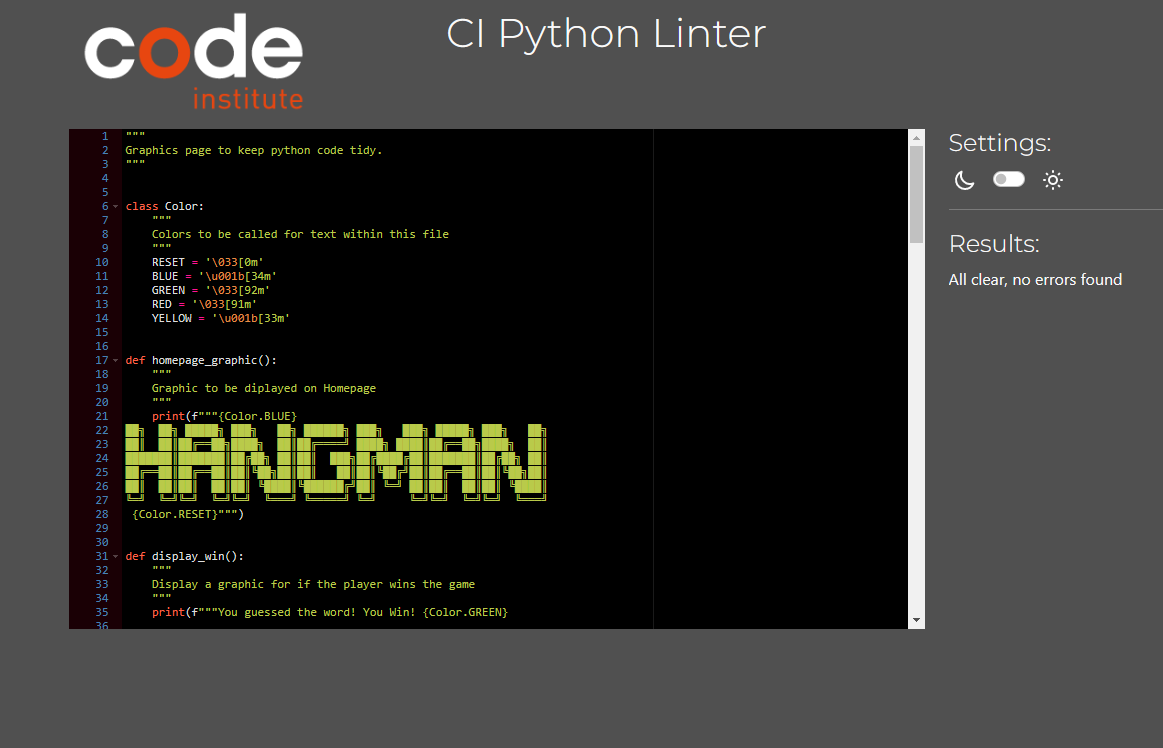 code
institute
CI Python Linter
1 """
2 Graphics page to keep python code tidy.
3 """
4
5
6 class Color:
7     """
8     Colors to be called for text within this file
9     """
10     RESET = '\033[0m'
11     BLUE = '\u001b[34m'
12     GREEN = '\033[92m'
13     RED = '\033[91m'
14     YELLOW = '\u001b[33m'
15
16
17 def homepage_graphic():
18     """
19     Graphic to be diplayed on Homepage
20     """
21     print(f"""{Color.BLUE}
22
23
24 HANGMAN
25
26
27
28  {Color.RESET}""")
29
30
31 def display_win():
32     """
33     Display a graphic for if the player wins the game
34     """
35     print(f"""You guessed the word! You Win! {Color.GREEN}
36
Settings:
Results:
All clear, no errors found